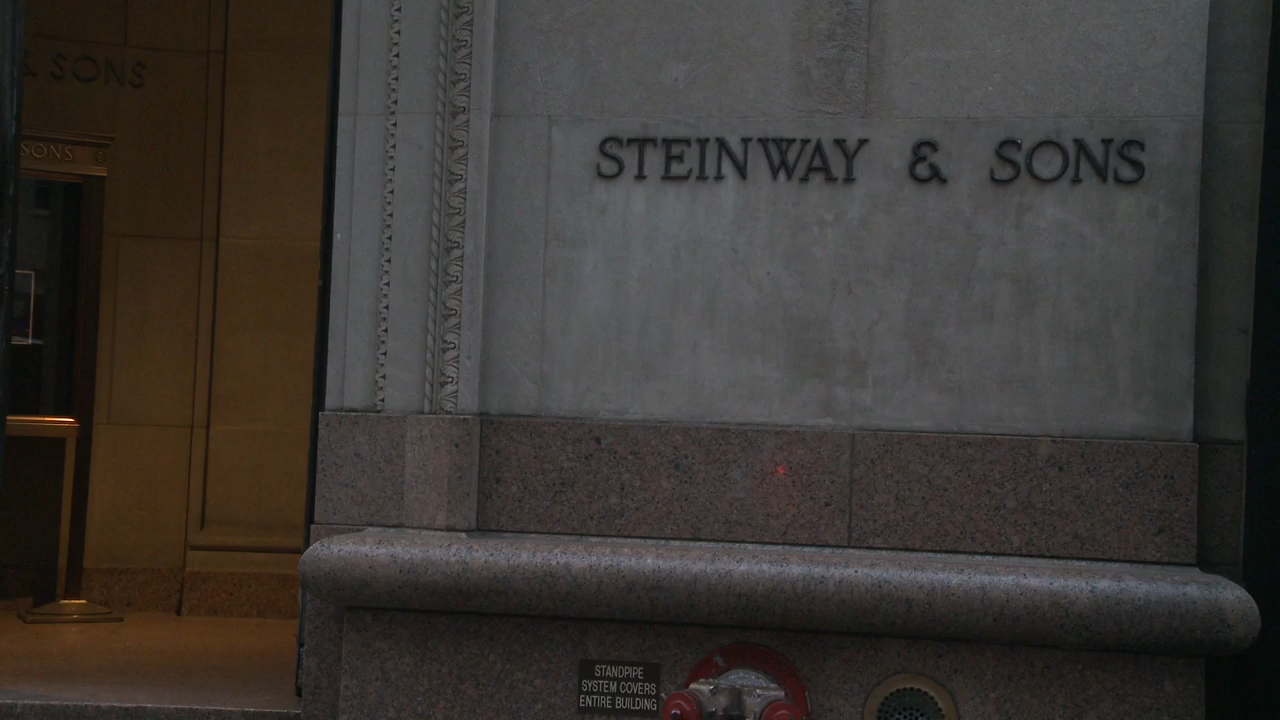 & SONS
SONS
STEINWAY & SONS
STANDPIPE
SYSTEM COVERS
ENTIRE BUILDING